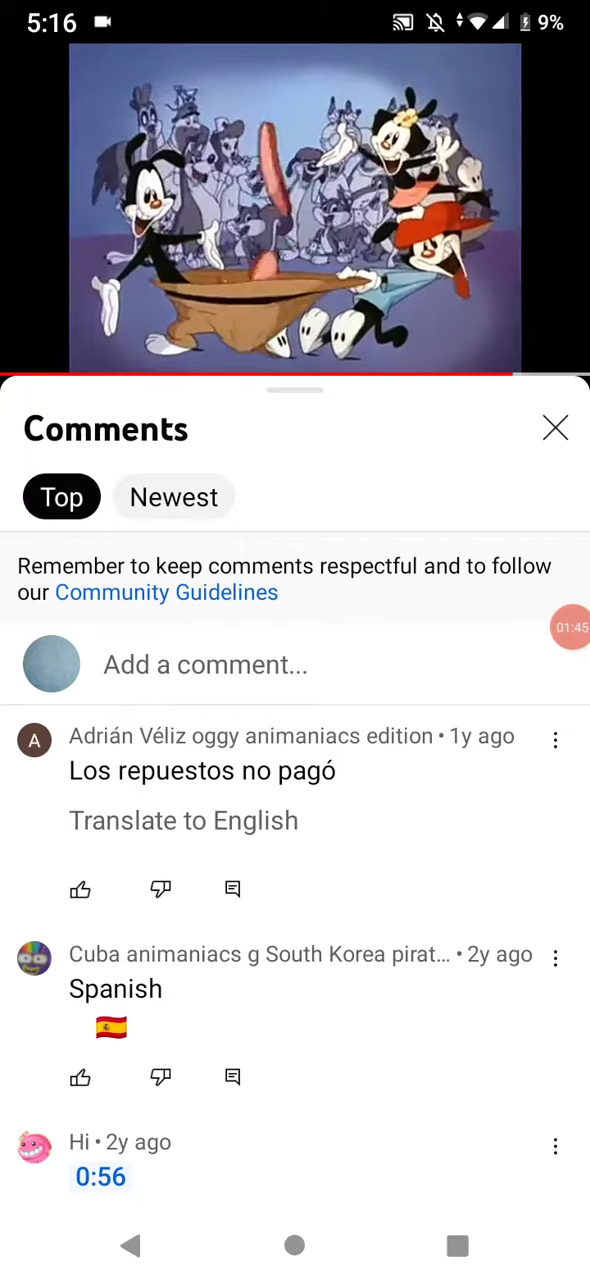 5:16
9%
Comments
Top
Newest
Remember to keep comments respectful and to follow
our Community Guidelines
01:45
Add a comment...
A
Adrián Véliz oggy animaniacs edition • 1y ago
Los repuestos no pagó
Translate to English
Cuba animaniacs g South Korea pirat... • 2y ago
Spanish
🇪🇸
Hi • 2y ago
0:56